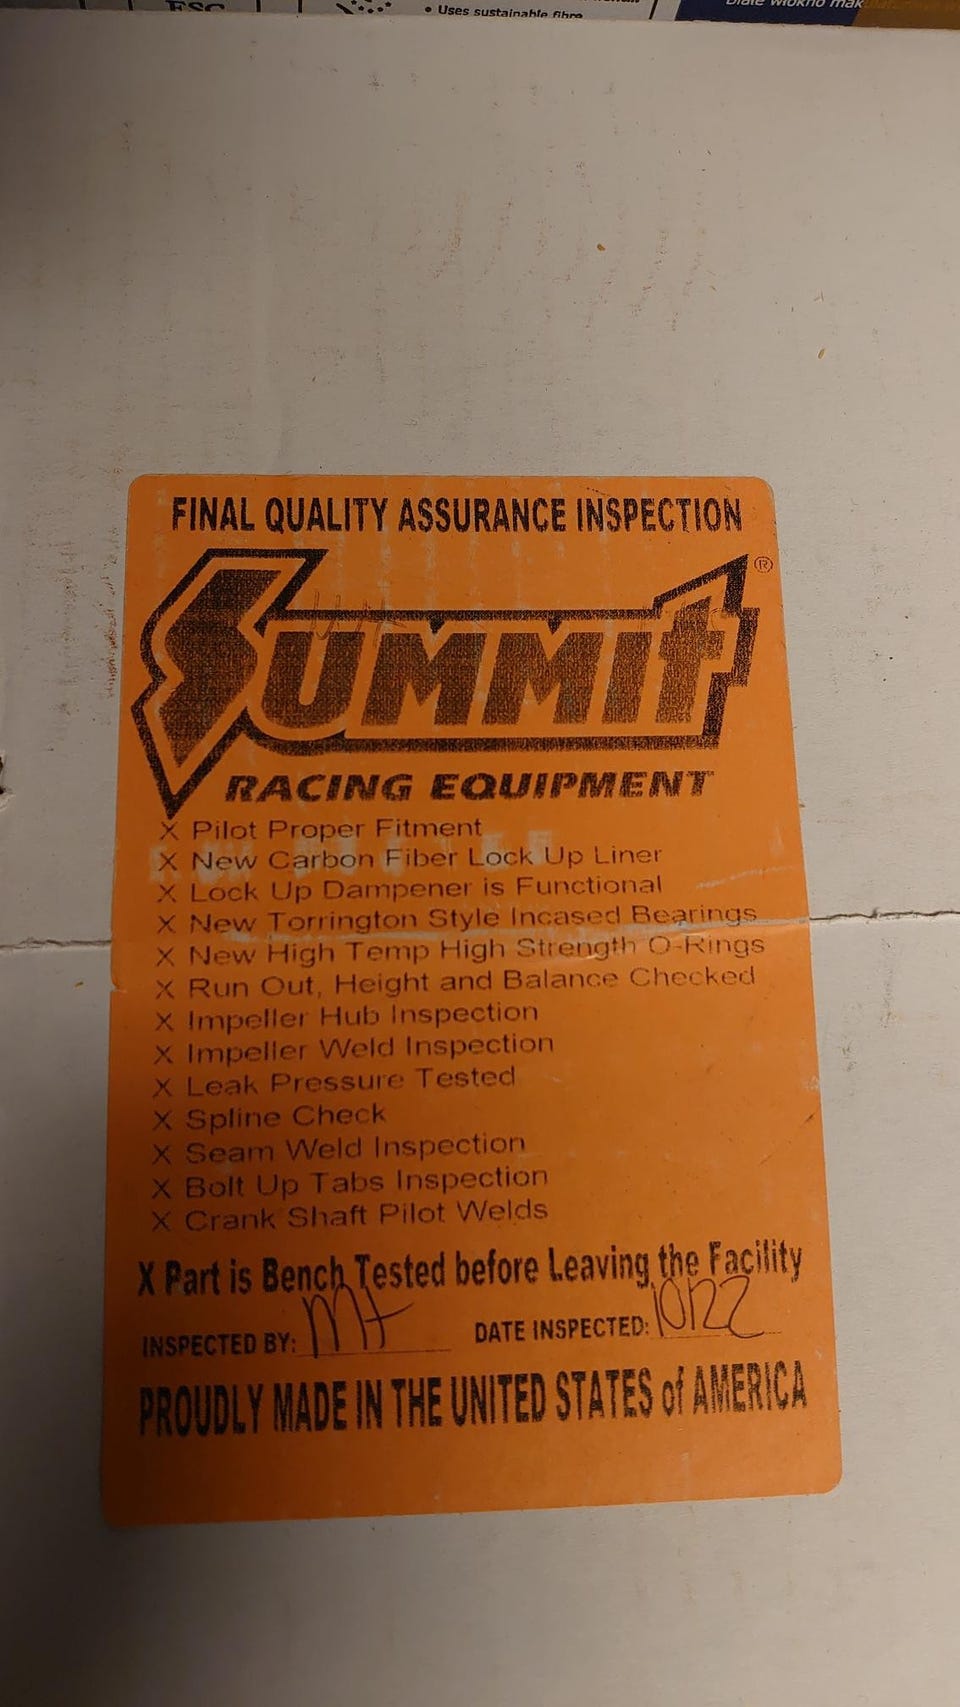 FSC
• Uses sustainable fibre
FINAL QUALITY ASSURANCE INSPECTION
SUMMIT ®
RACING EQUIPMENT
X Pilot Proper Fitment
X New Carbon Fiber Lock Up Liner
X Lock Up Dampener is Functional
X New Torrington Style Incased Bearings
X New High Temp High Strength O-Rings
X Run Out, Height and Balance Checked
X Impeller Hub Inspection
X Impeller Weld Inspection
X Leak Pressure Tested
X Spline Check
X Seam Weld Inspection
X Bolt Up Tabs Inspection
X Crank Shaft Pilot Welds
X Part is Bench Tested before Leaving the Facility
INSPECTED BY: DATE INSPECTED:
PROUDLY MADE IN THE UNITED STATES of AMERICA